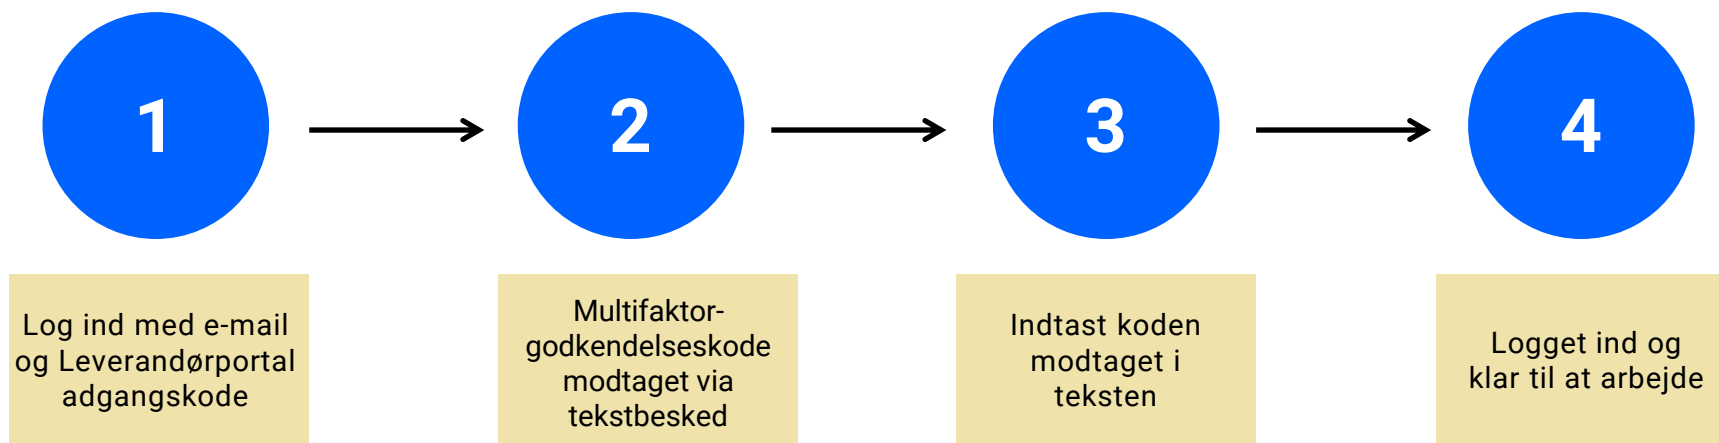 1
2
3
4
Log ind med e-mail
og Leverandørportal
adgangskode
Multifaktor-
godkendelseskode
modtaget via
tekstbesked
Indtast koden
modtaget i
teksten
Logget ind og
klar til at arbejde